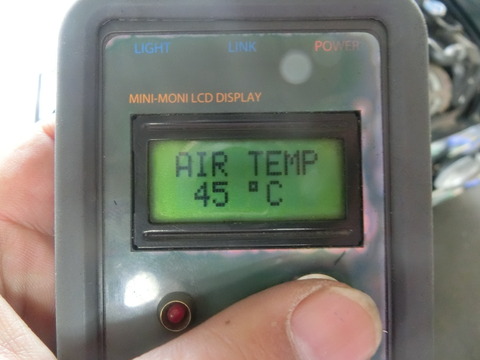 LIGHT LINK POWER
MINI-MONI LCD DISPLAY
AIR TEMP
45 °C